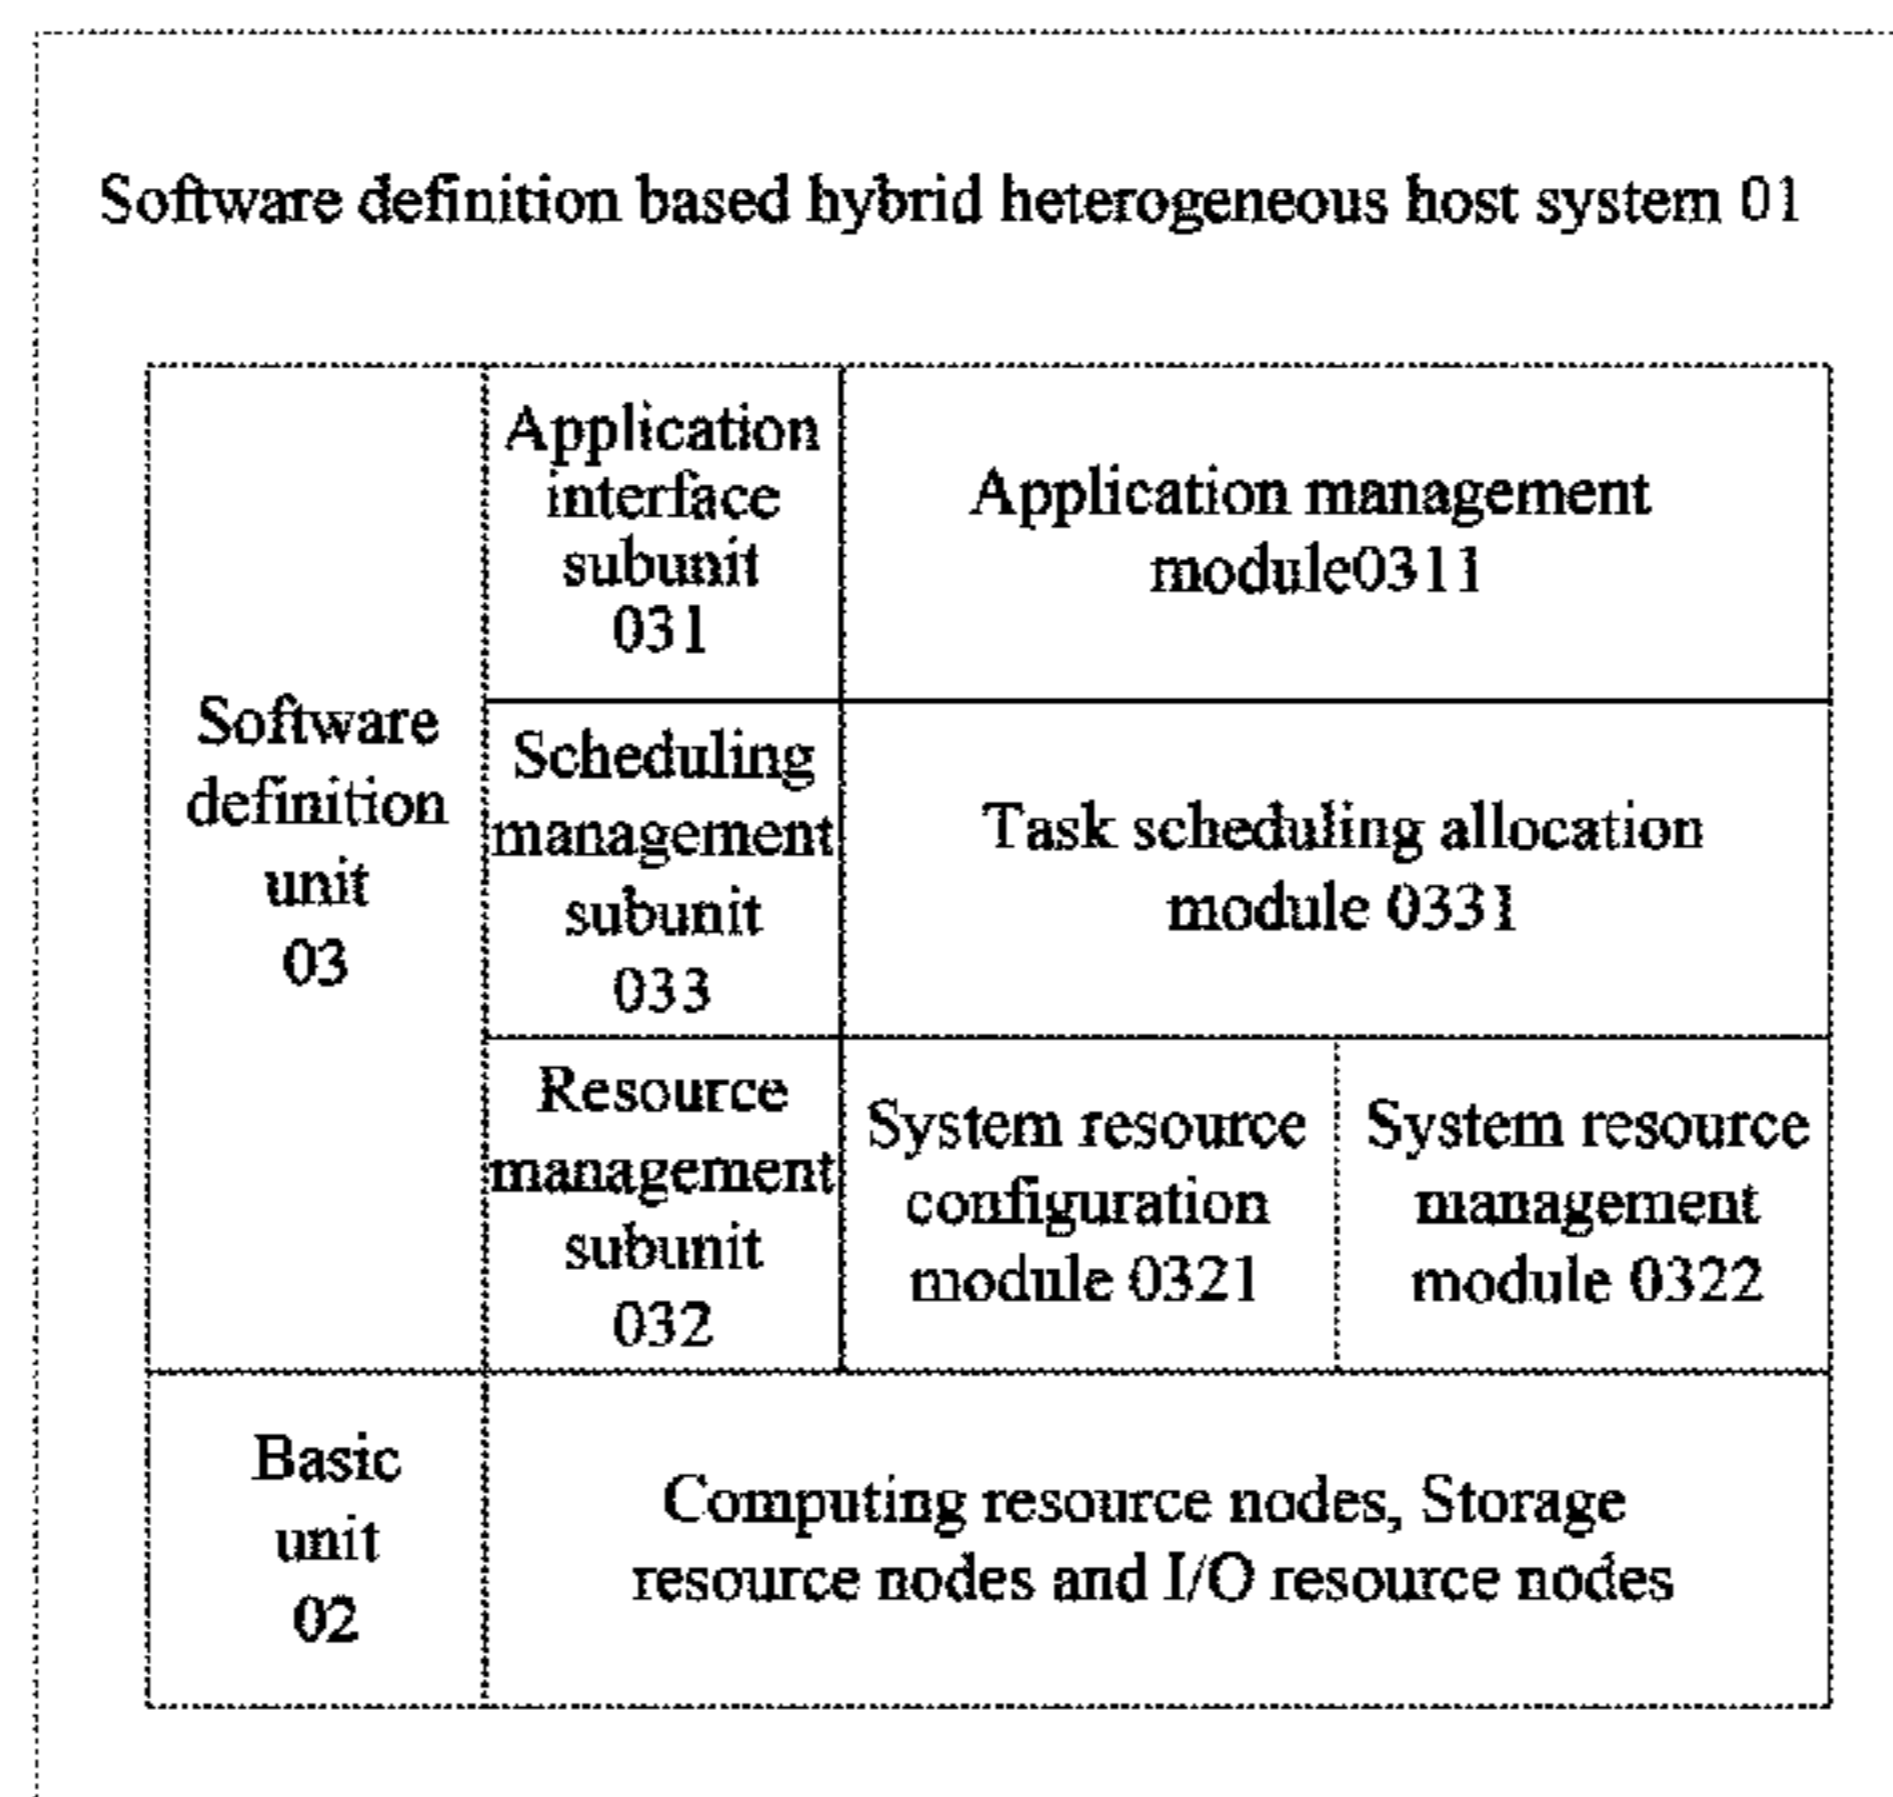 Software definition based hybrid heterogeneous host system 01
Software
definition
unit
03
Application
interface
subunit
031
Application management
module0311
Scheduling
management
subunit
033
Task scheduling allocation
module 0331
Resource
management
subunit
032
System resource
configuration
module 0321
System resource
management
module 0322
Basic
unit
02
Computing resource nodes, Storage
resource nodes and I/O resource nodes